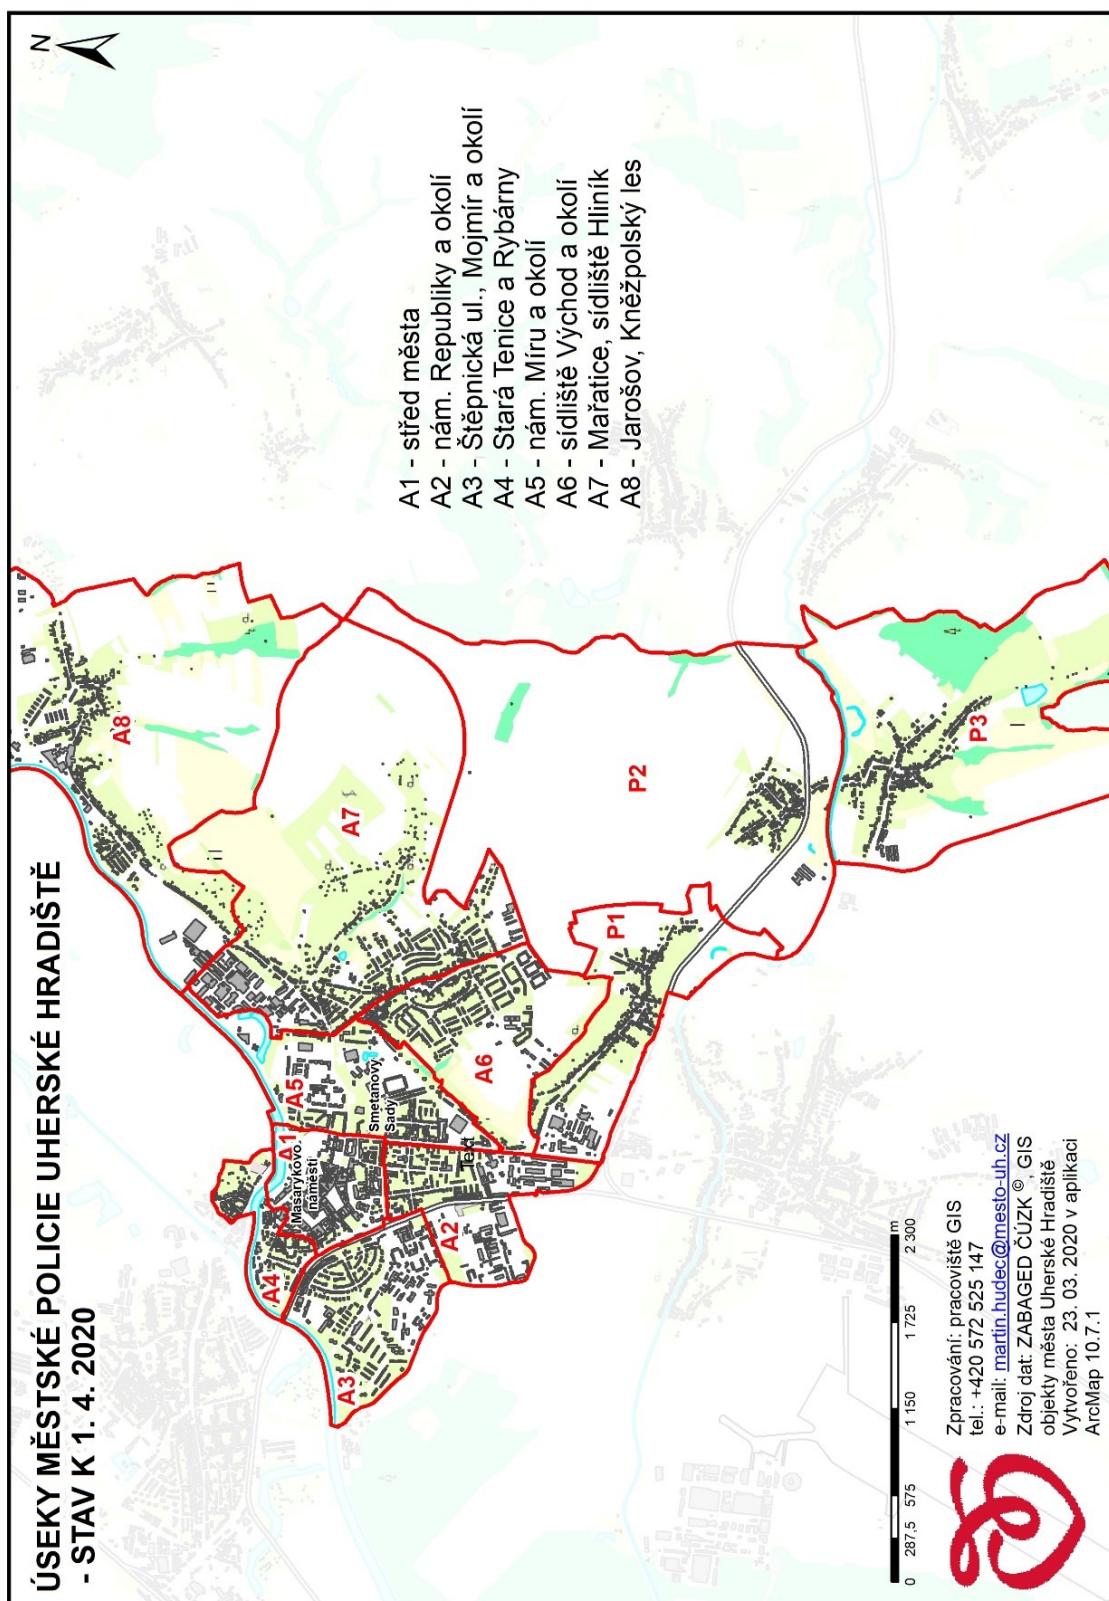 ÚSEKY MĚSTSKÉ POLICIE UHERSKÉ HRADIŠTĚ
- STAV K 1. 4. 2020
N
A1 - střed města
A2 - nám. Republiky a okolí
A3 - Štěpnická ul., Mojmír a okolí
A4 - Stará Tenice a Rybárny
A5 - nám. Míru a okolí
A6 - sídliště Východ a okolí
A7 - Mařatice, sídliště Hliník
A8 - Jarošov, Kněžpolský les
A8
A7
A5
A1
Masarykovo.
náměstí
Smetanovy
Sady
A4
A3
A2
Text
A6
P1
P2
P3
0 287,5 575 1 150 1 725 2 300
m
Zpracování: pracoviště GIS
tel.: +420 572 525 147
e-mail: martin.hudec@mesto-uh.cz
Zdroj dat: ZABAGED ČÚZK ©, GIS
objekty města Uherské Hradiště
Vytvořeno: 23. 03. 2020 v aplikaci
ArcMap 10.7.1